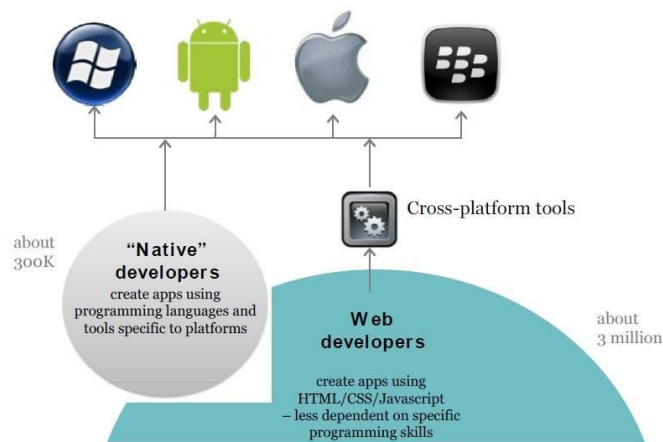 Cross-platform tools
about
300K
“Native”
developers
create apps using
programming languages and
tools specific to platforms
Web
developers
create apps using
HTML/CSS/Javascript
– less dependent on specific
programming skills
about
3 million